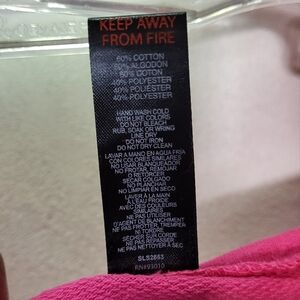 KEEP AWAY
FROM FIRE
60% COTTON
60% ALGODON
60% COTON
40% POLYESTER
40% POLIESTER
40% POLYESTER
HAND WASH COLD
WITH LIKE COLORS
DO NOT BLEACH
RUB, SOAK OR WRING
LINE DRY
DO NOT IRON
DO NOT DRY CLEAN
LAVAR A MANO EN AGUA FRIA
CON COLORES SIMILARES
NO USAR BLANQUEADOR
NO FROTAR, REMOJAR
O RETORCER
SECAR COLGADO
NO PLANCHAR
NO LIMPIAR EN SECO
LAVER À LA MAIN
À L'EAU FROIDE
AVEC DES COULEURS
SIMILAIRES
NE PAS UTILISER
D'AGENT DE BLANCHIMENT
NE PAS FROTTER, TREMPER
OU TORDRE
SÉCHER SUR CORDE
NE PAS REPASSER
NE PAS NETTOYER À SEC
RN#93010